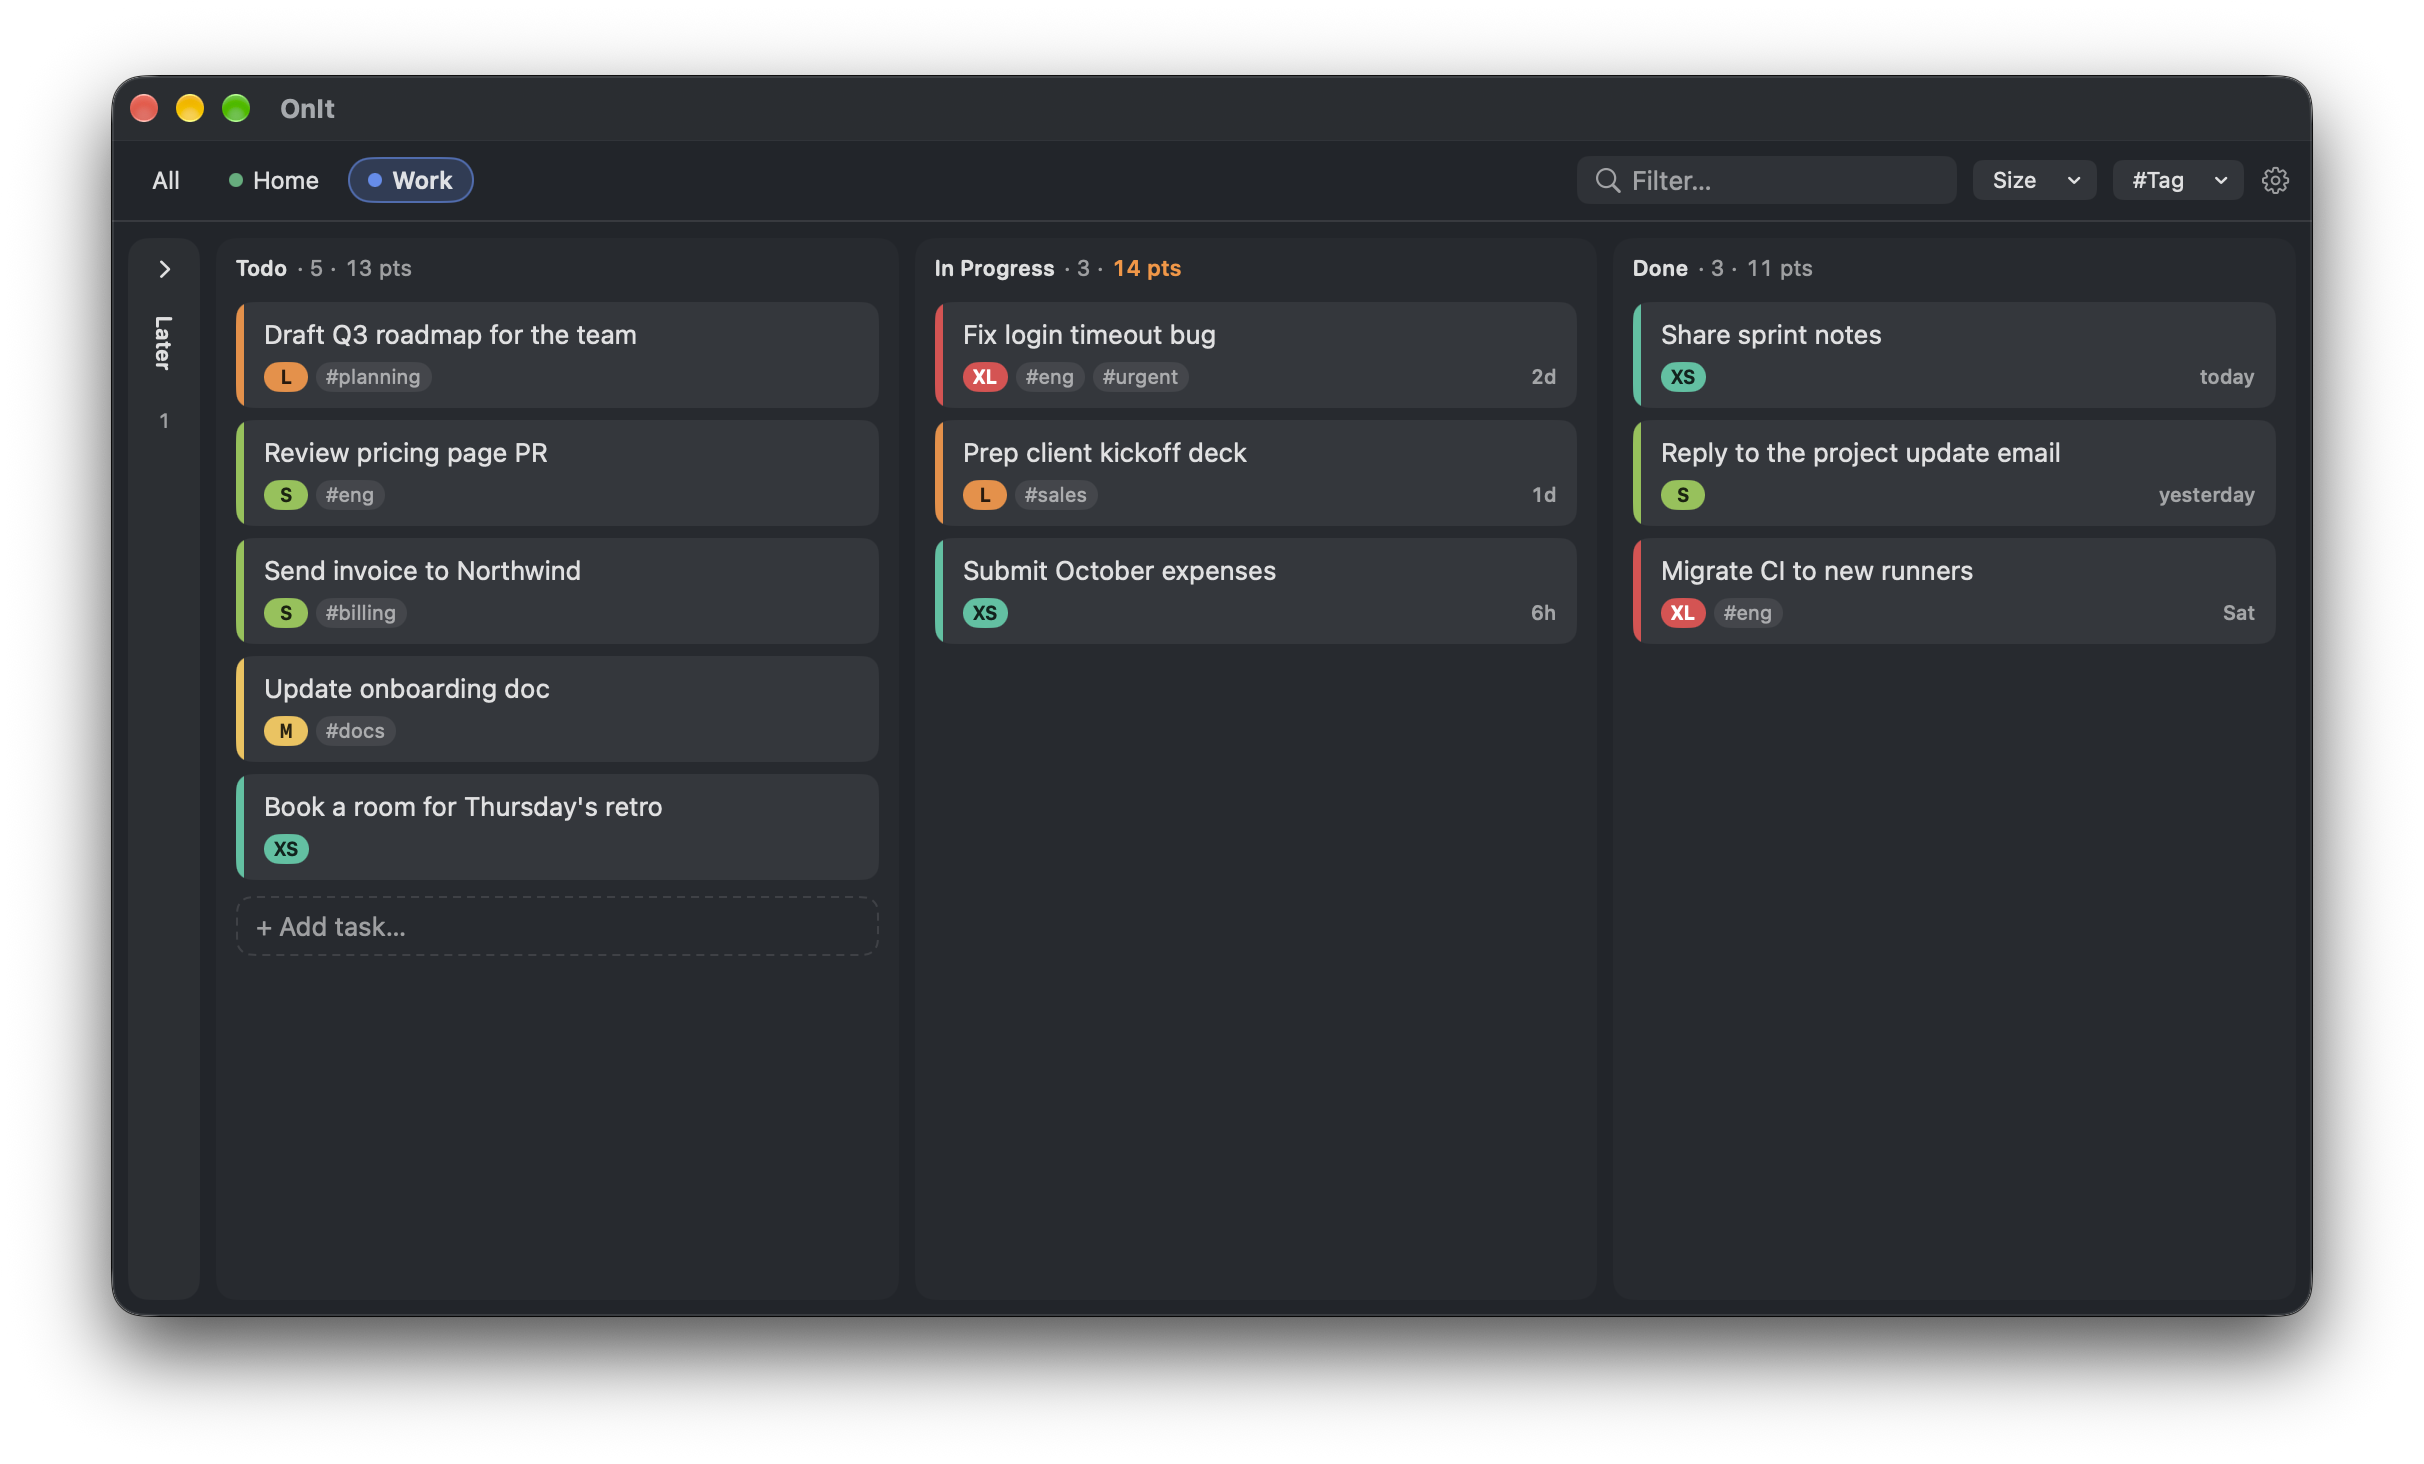 OnIt
All
Home
Work
Filter...
Size
#Tag
Later
1
Todo · 5 · 13 pts
Draft Q3 roadmap for the team
L #planning
Review pricing page PR
S #eng
Send invoice to Northwind
S #billing
Update onboarding doc
M #docs
Book a room for Thursday's retro
XS
+ Add task...
In Progress · 3 · 14 pts
Fix login timeout bug
XL #eng #urgent 2d
Prep client kickoff deck
L #sales 1d
Submit October expenses
XS 6h
Done · 3 · 11 pts
Share sprint notes
XS today
Reply to the project update email
S yesterday
Migrate CI to new runners
XL #eng Sat